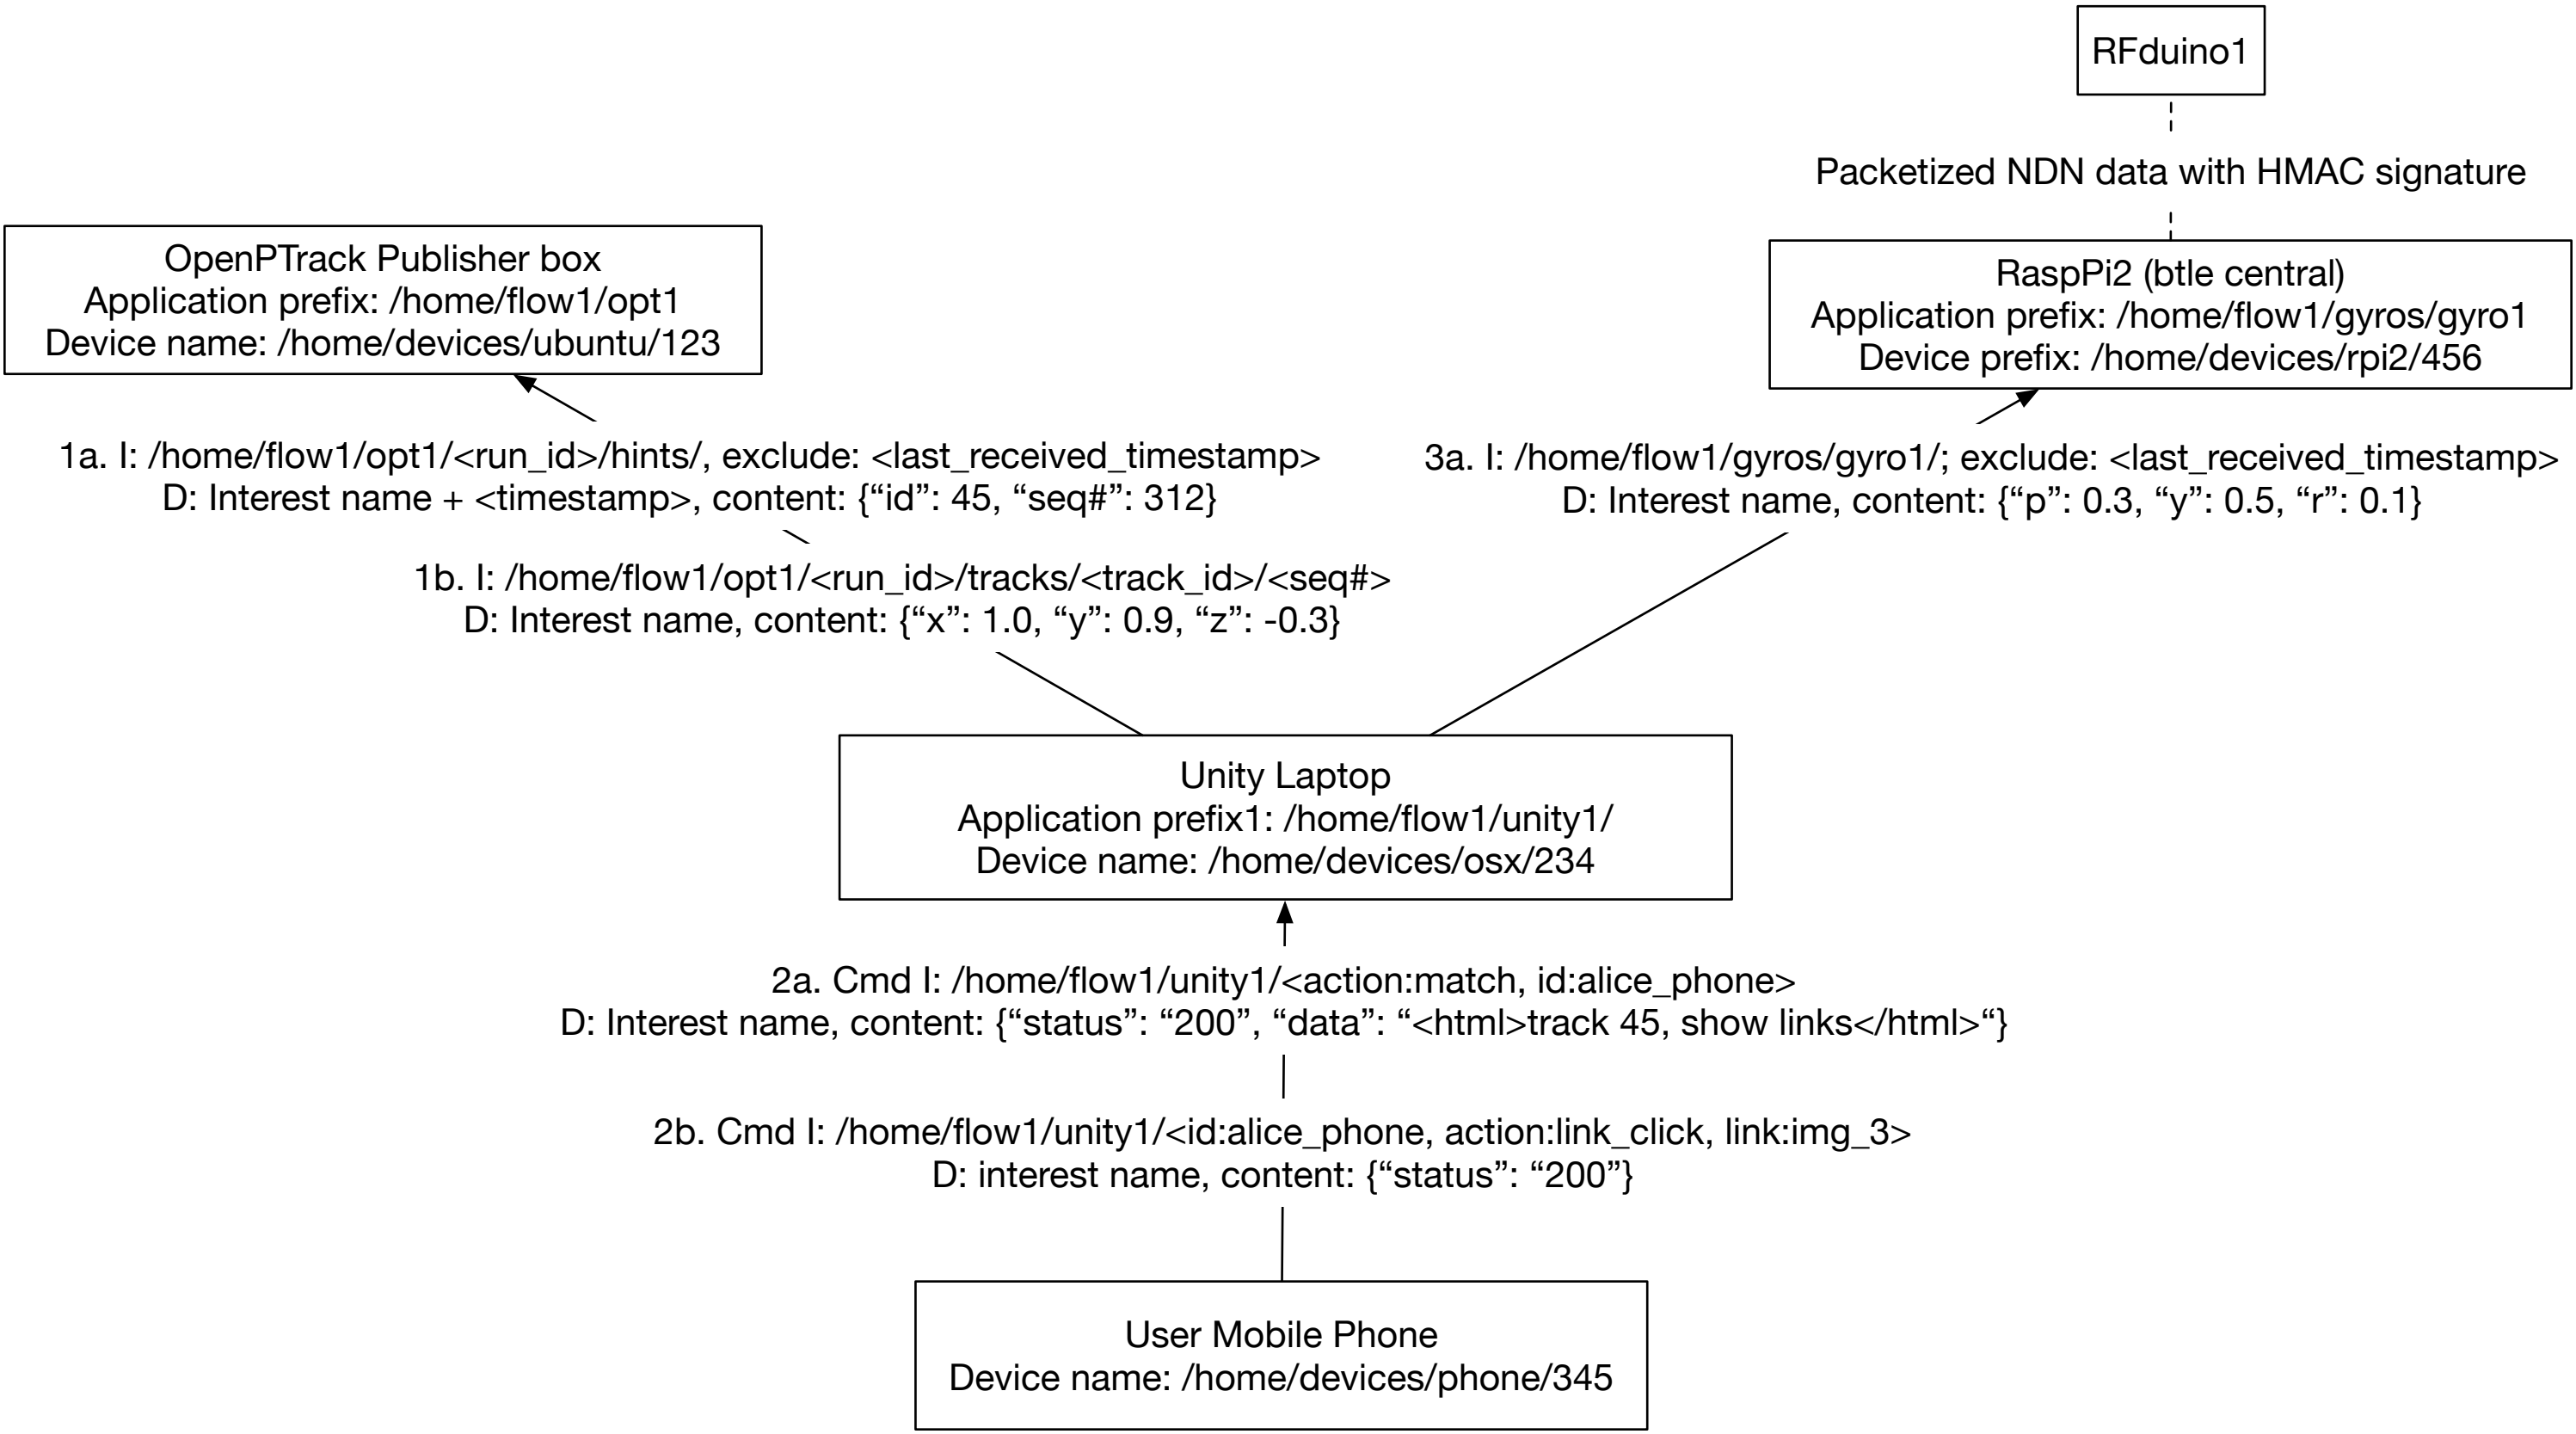 RFduino1
Packetized NDN data with HMAC signature
OpenPTrack Publisher box
Application prefix: /home/flow1/opt1
Device name: /home/devices/ubuntu/123
RaspPi2 (btle central)
Application prefix: /home/flow1/gyros/gyro1
Device prefix: /home/devices/rpi2/456
1a. I: /home/flow1/opt1/<run_id>/hints/, exclude: <last_received_timestamp>
D: Interest name + <timestamp>, content: {“id”: 45, “seq#”: 312}
3a. I: /home/flow1/gyros/gyro1/; exclude: <last_received_timestamp>
D: Interest name, content: {“p”: 0.3, “y”: 0.5, “r”: 0.1}
1b. I: /home/flow1/opt1/<run_id>/tracks/<track_id>/<seq#>
D: Interest name, content: {“x”: 1.0, “y”: 0.9, “z”: -0.3}
Unity Laptop
Application prefix1: /home/flow1/unity1/
Device name: /home/devices/osx/234
2a. Cmd I: /home/flow1/unity1/<action:match, id:alice_phone>
D: Interest name, content: {“status”: “200”, “data”: “<html>track 45, show links</html>“}
2b. Cmd I: /home/flow1/unity1/<id:alice_phone, action:link_click, link:img_3>
D: interest name, content: {“status”: “200”}
User Mobile Phone
Device name: /home/devices/phone/345